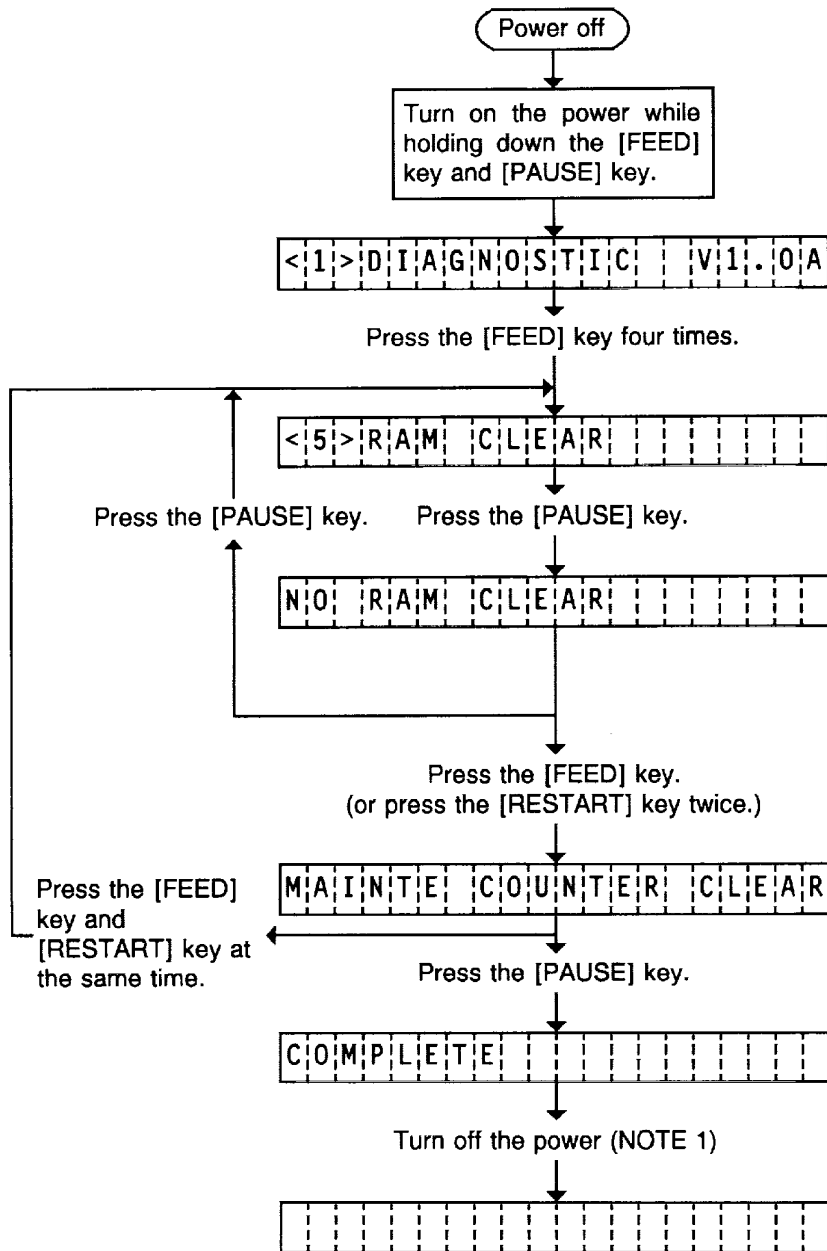 Power off
Turn on the power while
holding down the [FEED]
key and [PAUSE] key.
<1>DIAGNOSTIC V1.0A
Press the [FEED] key four times.
<5>RAM CLEAR
Press the [PAUSE] key.
Press the [PAUSE] key.
NO RAM CLEAR
Press the [FEED] key.
(or press the [RESTART] key twice.)
MAINTE COUNTER CLEAR
Press the [FEED]
key and
[RESTART] key at
the same time.
Press the [PAUSE] key.
COMPLETE
Turn off the power (NOTE 1)